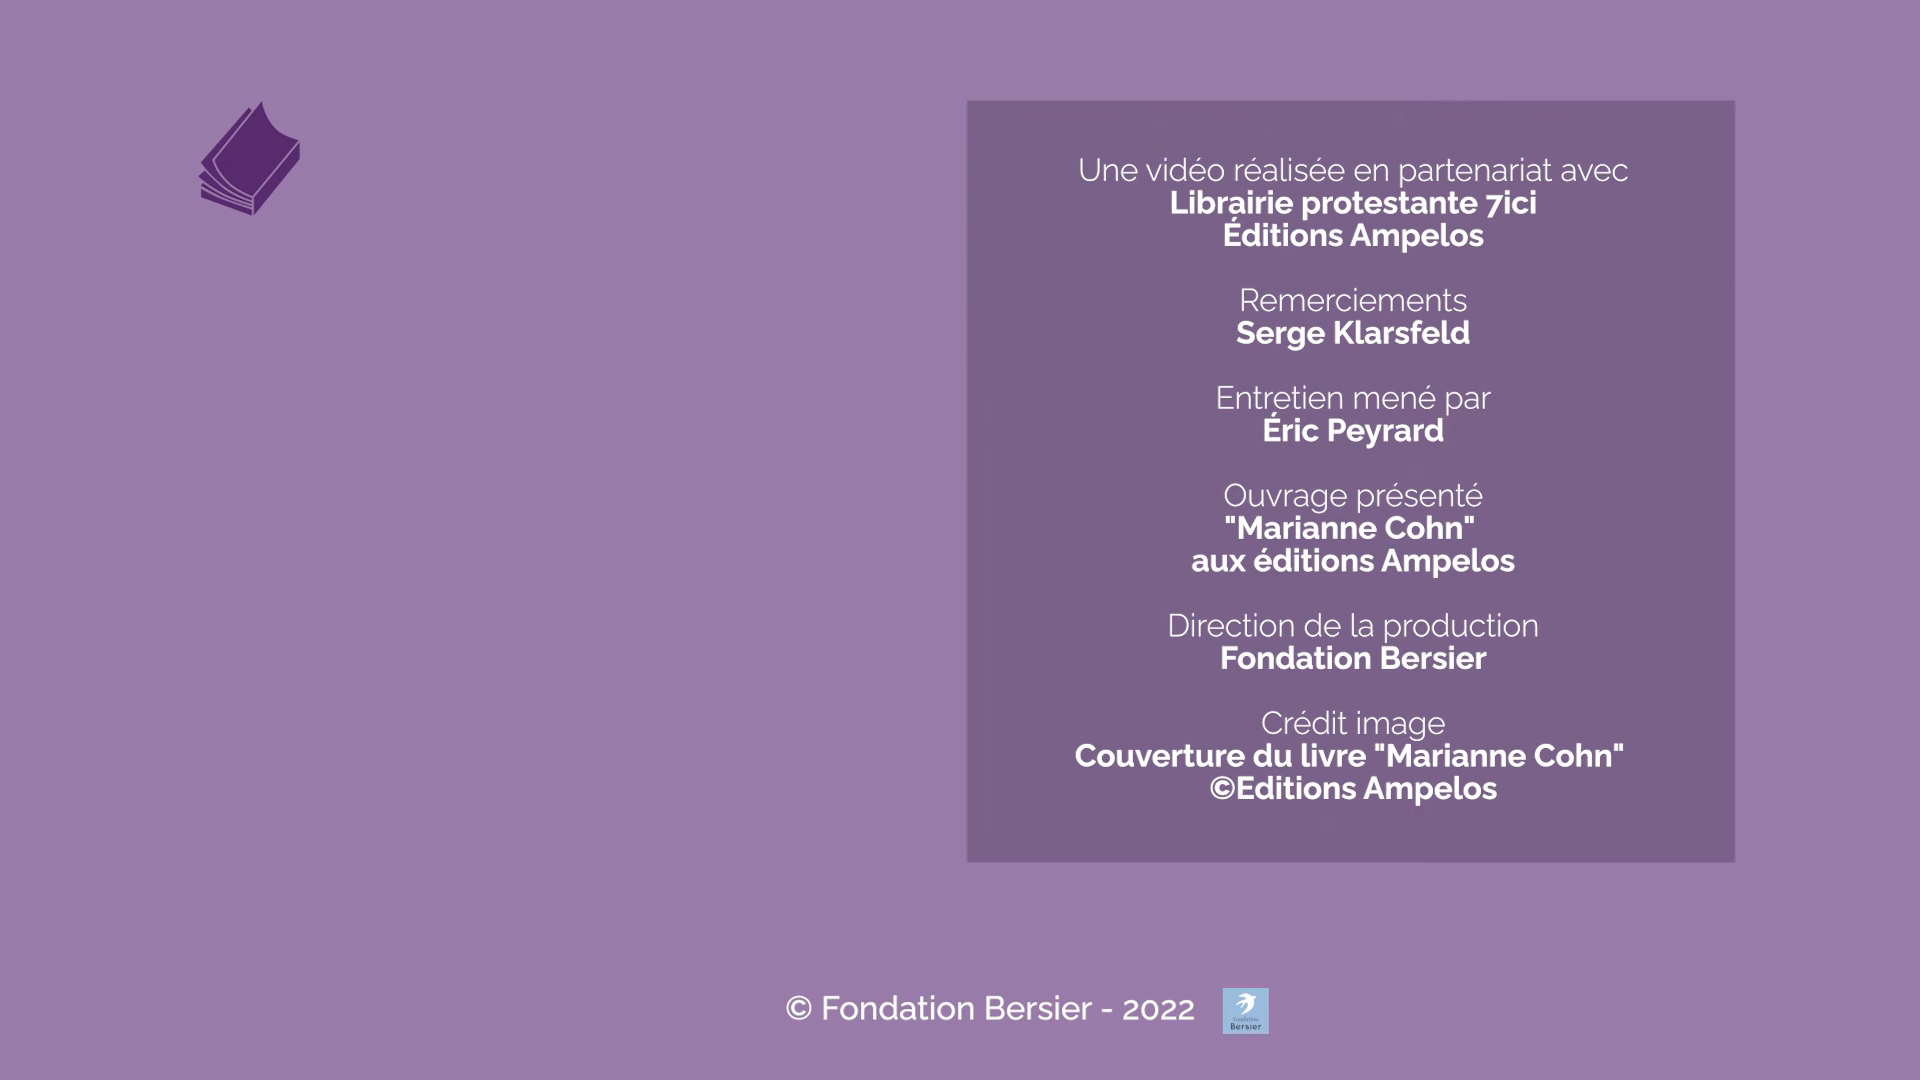 Une vidéo réalisée en partenariat avec
Librairie protestante 7ici
Éditions Ampelos
Remerciements
Serge Klarsfeld
Entretien mené par
Éric Peyrard
Ouvrage présenté
"Marianne Cohn"
aux éditions Ampelos
Direction de la production
Fondation Bersier
Crédit image
Couverture du livre "Marianne Cohn"
©Editions Ampelos
© Fondation Bersier - 2022
Fondation
Bersier